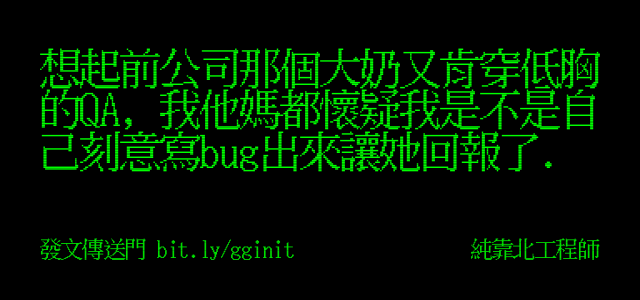 想起前公司那個大奶又肯穿低胸
的QA, 我他媽都懷疑我是不是自
己刻意寫bug出來讓她回報了.
發文傳送門 bit.ly/gginit
純靠北工程師